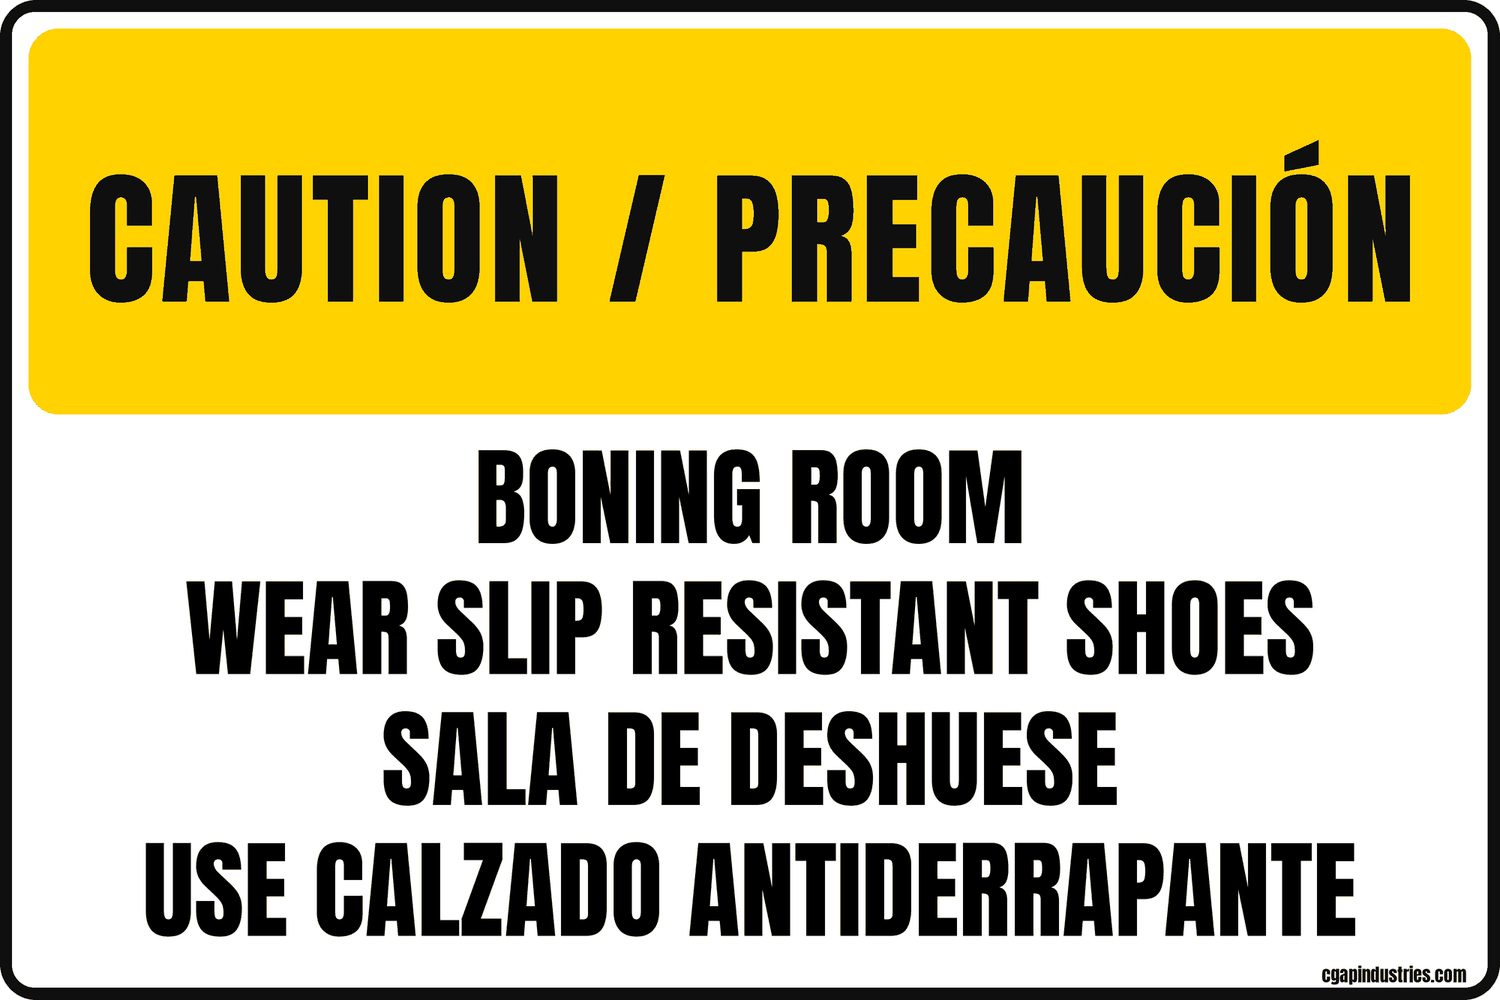 CAUTION / PRECAUCIÓN
BONING ROOM
WEAR SLIP RESISTANT SHOES
SALA DE DESHUESE
USE CALZADO ANTIDERRAPANTE
cgapindustries.com